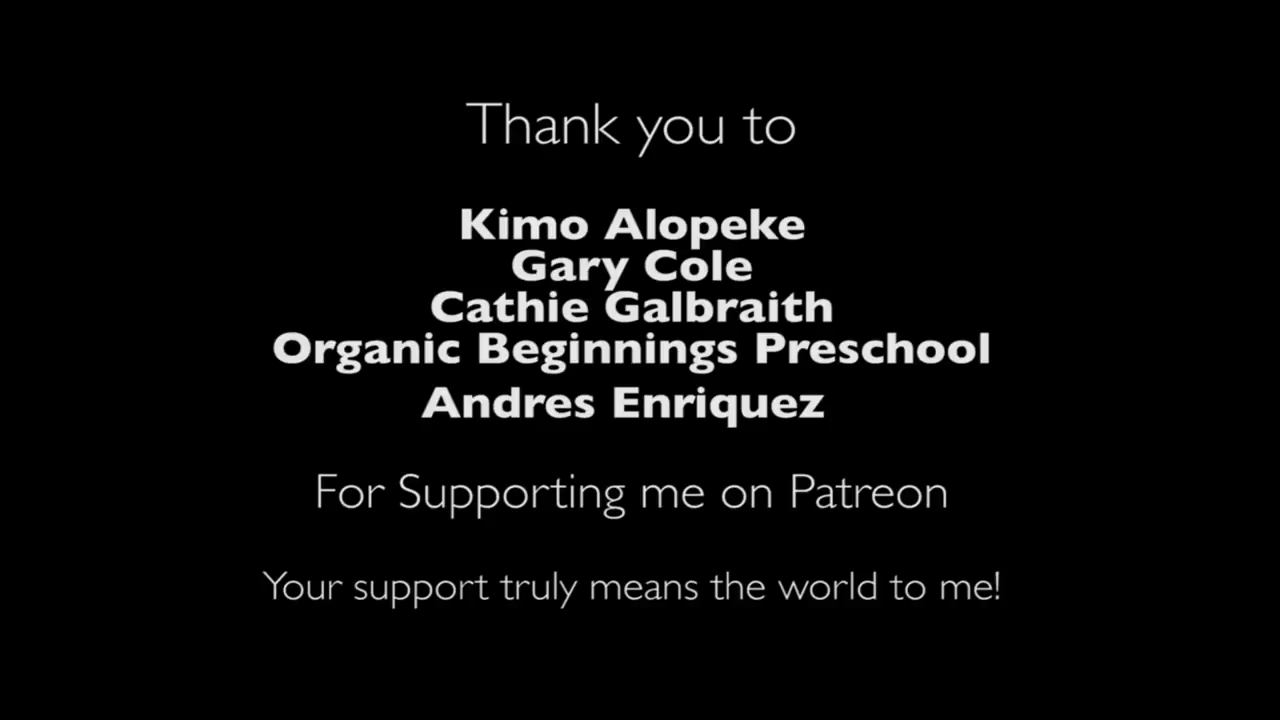 Thank you to
Kimo Alopeke
Gary Cole
Cathie Galbraith
Organic Beginnings Preschool
Andres Enriquez
For Supporting me on Patreon
Your support truly means the world to me!